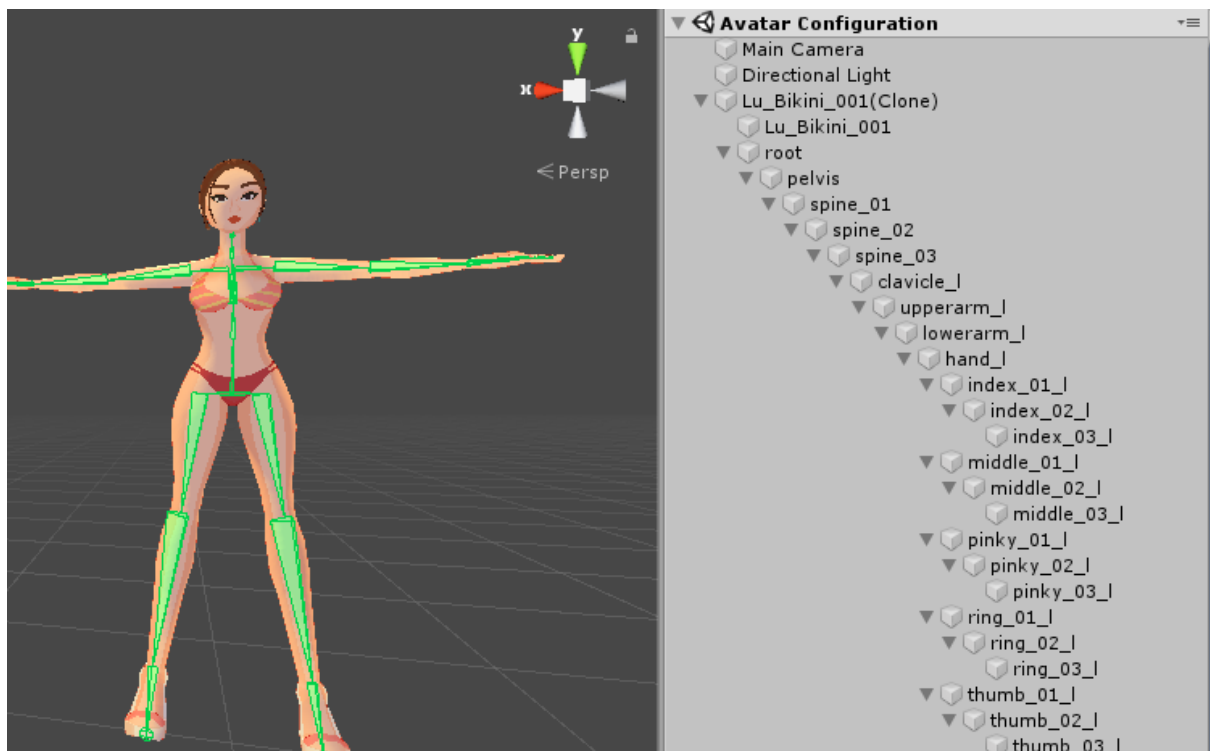 y
x
Persp
Avatar Configuration
Main Camera
Directional Light
Lu_Bikini_001(Clone)
Lu_Bikini_001
root
pelvis
spine_01
spine_02
spine_03
clavicle_l
upperarm_l
lowerarm_l
hand_l
index_01_l
index_02_l
index_03_l
middle_01_l
middle_02_l
middle_03_l
pinky_01_l
pinky_02_l
pinky_03_l
ring_01_l
ring_02_l
ring_03_l
thumb_01_l
thumb_02_l
thumb_03_l